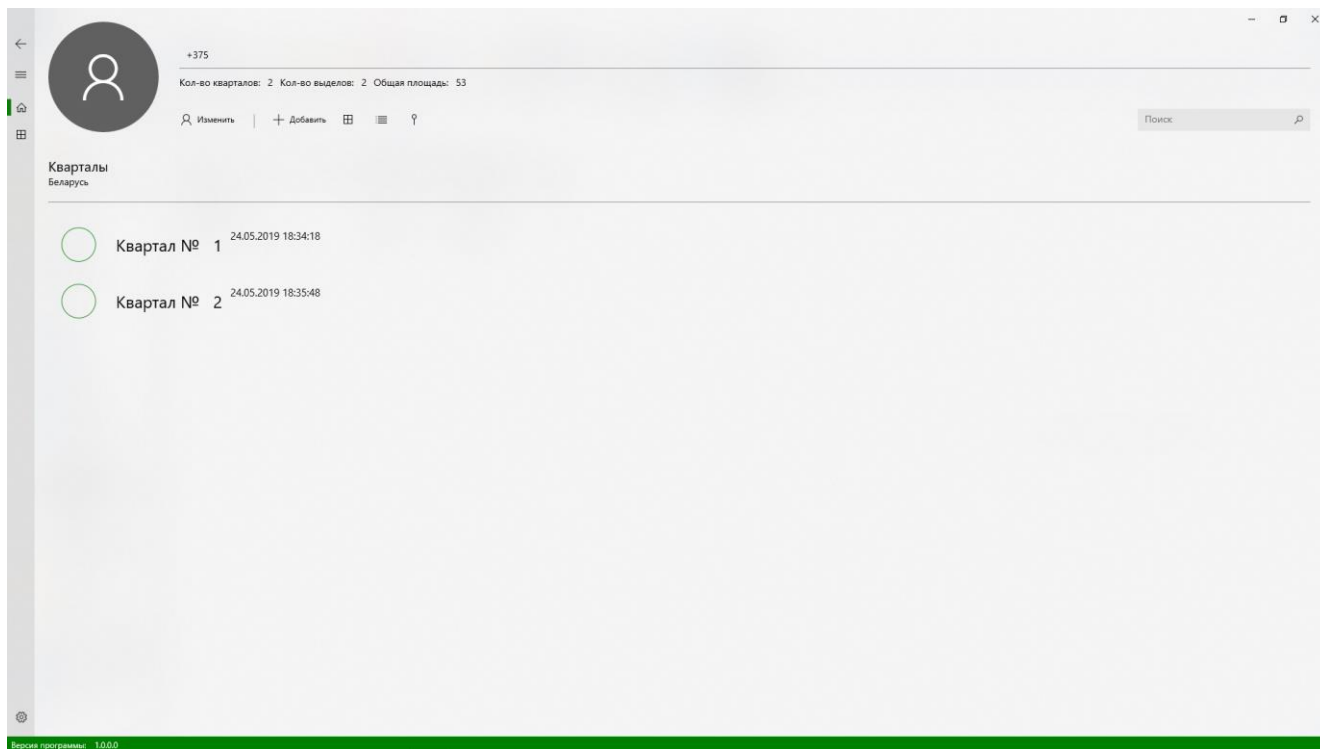 +375
Кол-во кварталов: 2 Кол-во выделов: 2 Общая площадь: 53
Изменить Добавить Поиск
Кварталы
Беларусь
Квартал № 1 24.05.2019 18:34:18
Квартал № 2 24.05.2019 18:35:48
Версия программы: 1.0.0.0